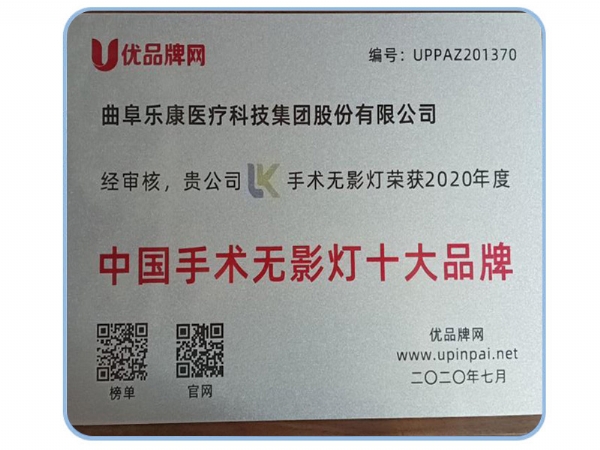 优品牌网
编号：UPPAZ201370
曲阜乐康医疗科技集团股份有限公司
经审核，贵公司 LK 手术无影灯荣获2020年度
中国手术无影灯十大品牌
榜单
官网
优品牌网
www.upinpai.net
二〇二〇年七月